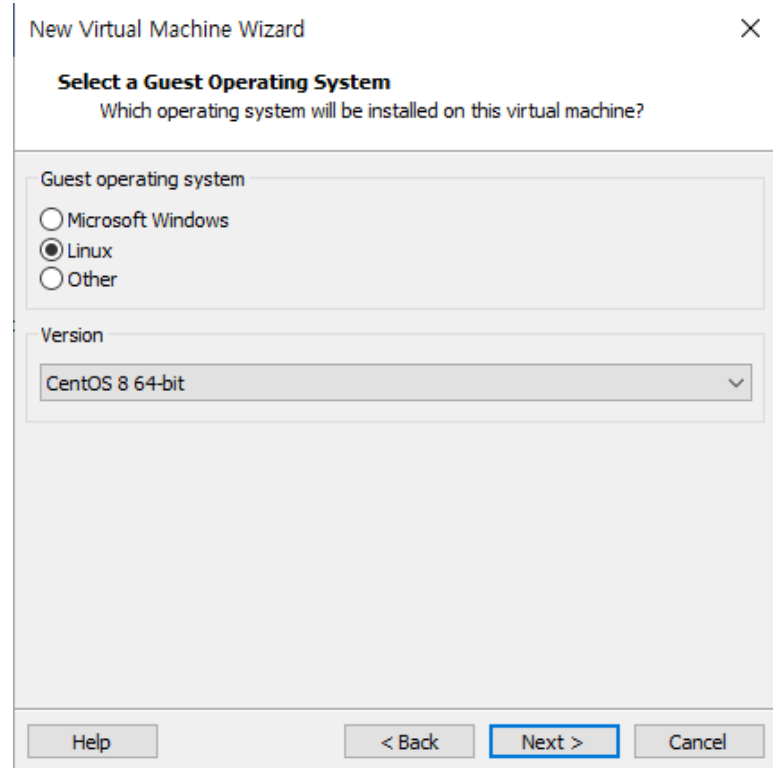 New Virtual Machine Wizard
Select a Guest Operating System
Which operating system will be installed on this virtual machine?
Guest operating system
Microsoft Windows
Linux
Other
Version
CentOS 8 64-bit
Help
< Back
Next >
Cancel